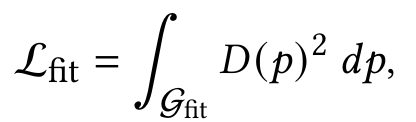 ℒ_fit = ∫_{𝒢_fit} D(p)² dp,